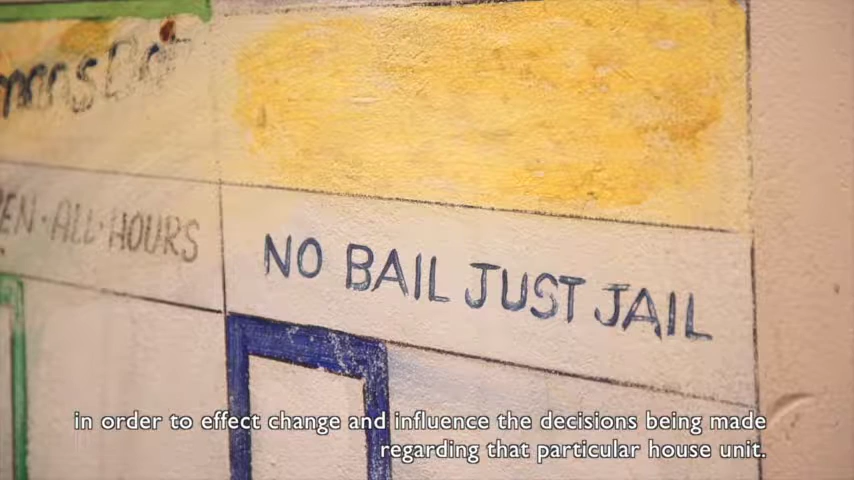 EN·ALL·HOURS
NO BAIL JUST JAIL
in order to effect change and influence the decisions being made
regarding that particular house unit.